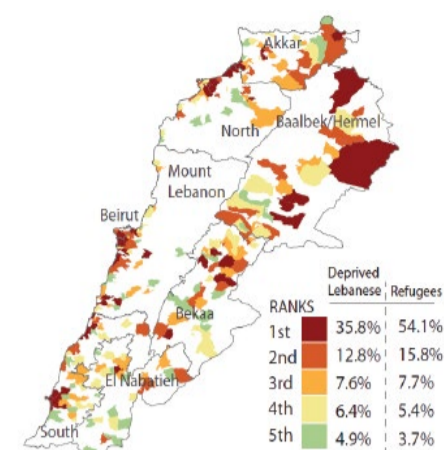 Akkar
North
Baalbek/Hermel
Mount
Lebanon
Beirut
Bekaa
El Nabatieh
South
Deprived
Lebanese
Refugees
RANKS
1st 35.8% 54.1%
2nd 12.8% 15.8%
3rd 7.6% 7.7%
4th 6.4% 5.4%
5th 4.9% 3.7%